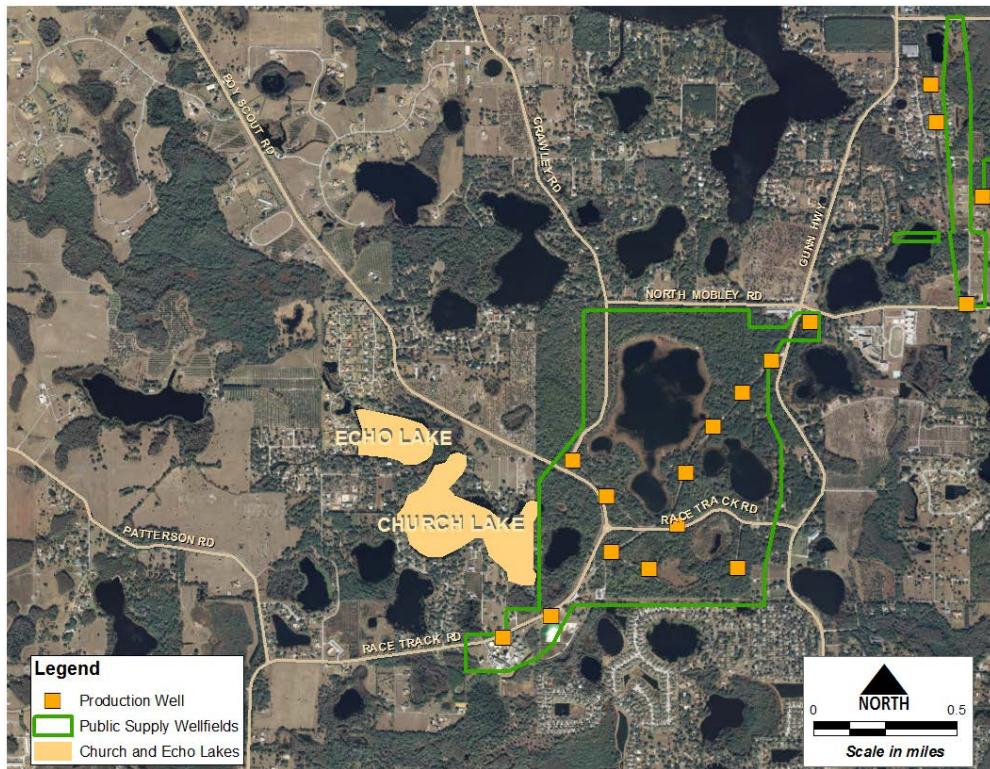 BOY SCOUT RD
CRAWLEY RD
GUNN HWY
NORTH MOBLEY RD
ECHO LAKE
CHURCH LAKE
RACE TRACK RD
PATTERSON RD
RACE TRACK RD
Legend
Production Well
Public Supply Wellfields
Church and Echo Lakes
NORTH
0 0.5
Scale in miles